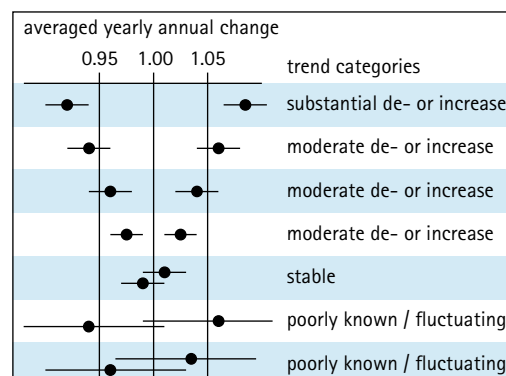 averaged yearly annual change
0.95 1.00 1.05
trend categories
substantial de- or increase
moderate de- or increase
moderate de- or increase
moderate de- or increase
stable
poorly known / fluctuating
poorly known / fluctuating